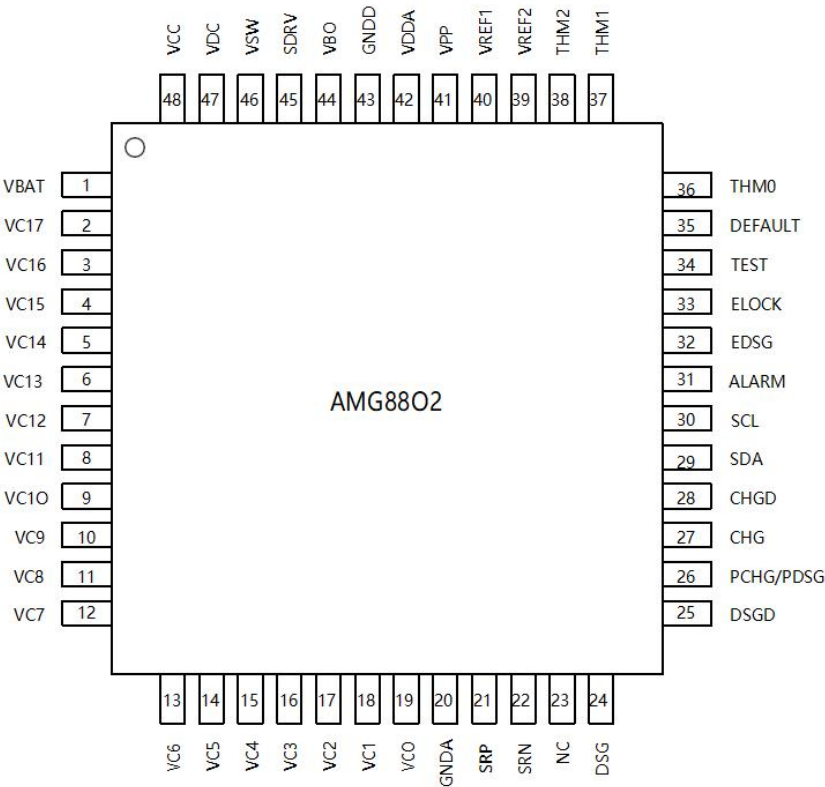 VCC VDC VSW SDRV VBO GNDD VDDA VPP VREF1 VREF2 THM2 THM1
48 47 46 45 44 43 42 41 40 39 38 37
VBAT 1 36 THM0
VC17 2 35 DEFAULT
VC16 3 34 TEST
VC15 4 33 ELOCK
VC14 5 32 EDSG
VC13 6 31 ALARM
AMG88O2
VC12 7 30 SCL
VC11 8 29 SDA
VC1O 9 28 CHGD
VC9 10 27 CHG
VC8 11 26 PCHG/PDSG
VC7 12 25 DSGD
13 14 15 16 17 18 19 20 21 22 23 24
VC6 VC5 VC4 VC3 VC2 VC1 VCO GNDA SRP SRN NC DSG